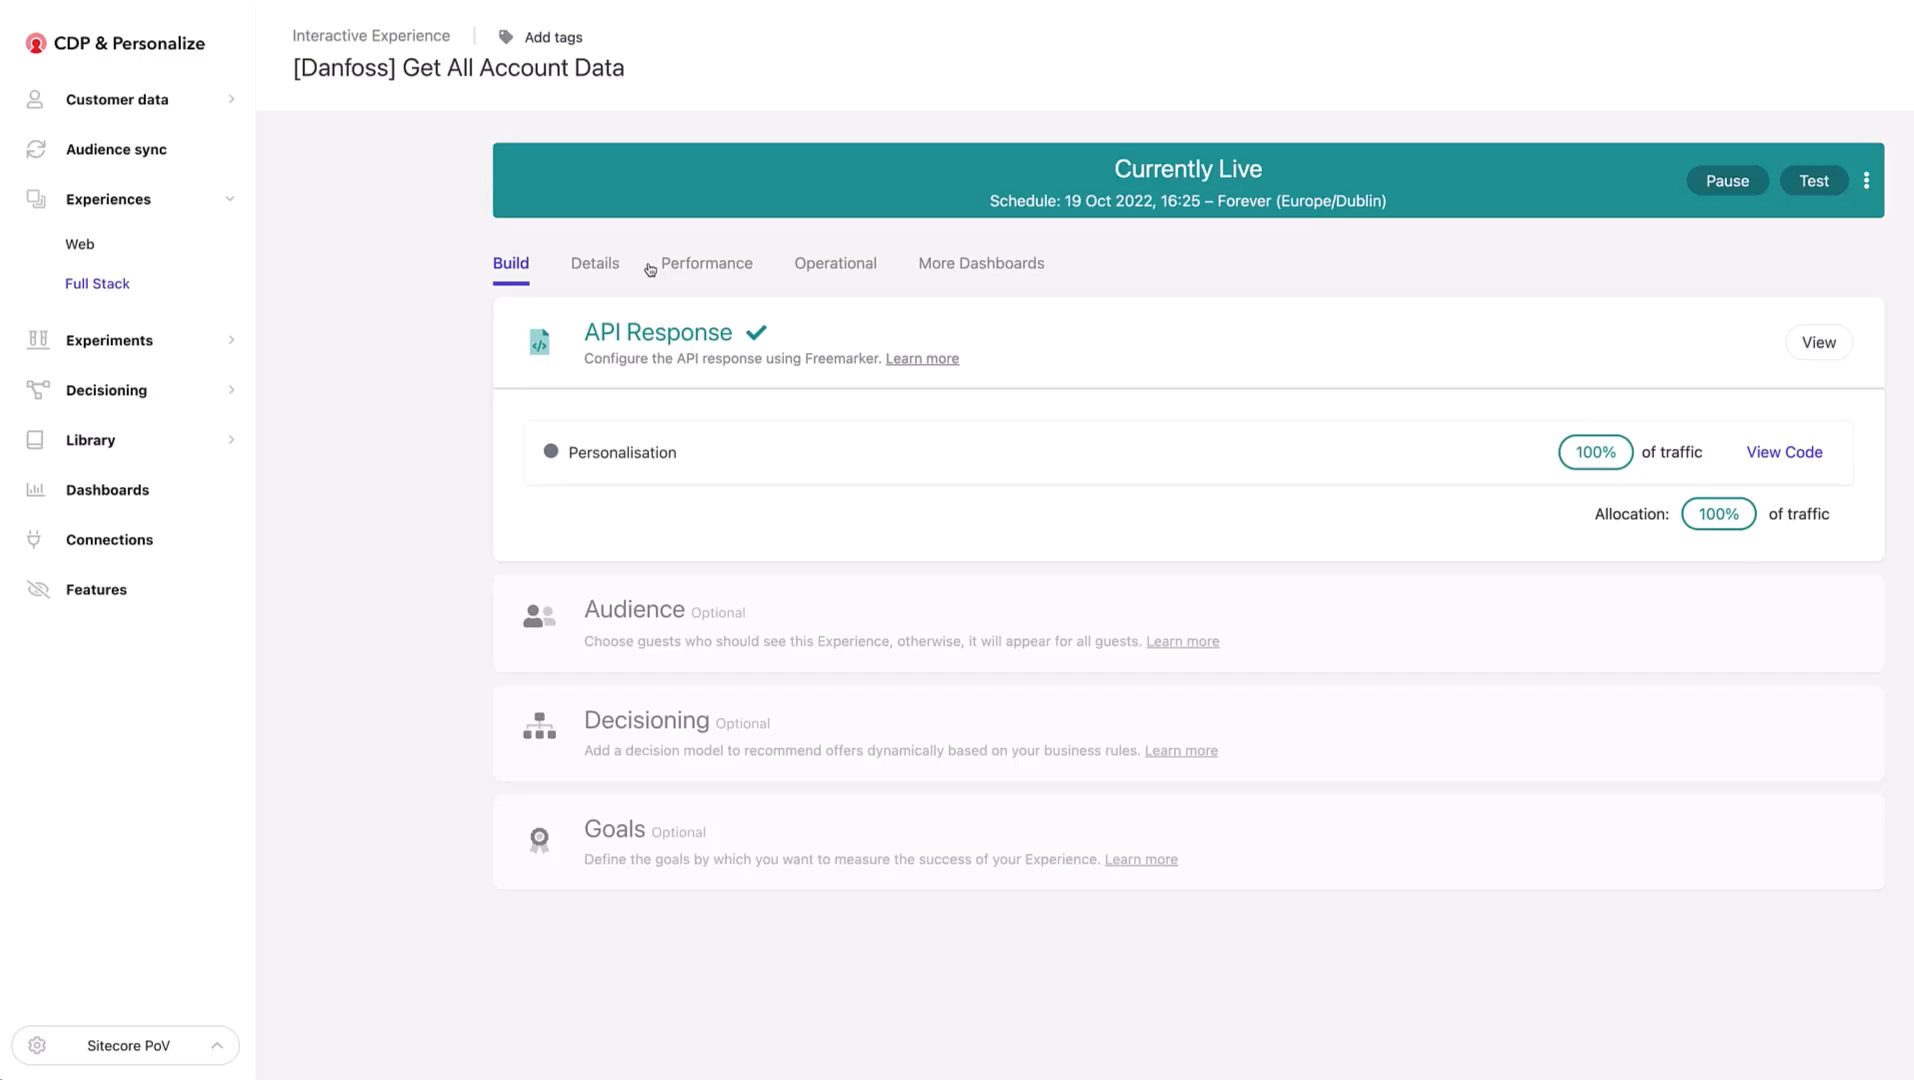 CDP & Personalize
Customer data
Audience sync
Experiences
Web
Full Stack
Experiments
Decisioning
Library
Dashboards
Connections
Features
Sitecore PoV
Interactive Experience
Add tags
[Danfoss] Get All Account Data
Currently Live
Schedule: 19 Oct 2022, 16:25 – Forever (Europe/Dublin)
Pause
Test
Build
Details
Performance
Operational
More Dashboards
API Response
Configure the API response using Freemarker. Learn more
View
Personalisation
100% of traffic
View Code
Allocation: 100% of traffic
Audience Optional
Choose guests who should see this Experience, otherwise, it will appear for all guests. Learn more
Decisioning Optional
Add a decision model to recommend offers dynamically based on your business rules. Learn more
Goals Optional
Define the goals by which you want to measure the success of your Experience. Learn more